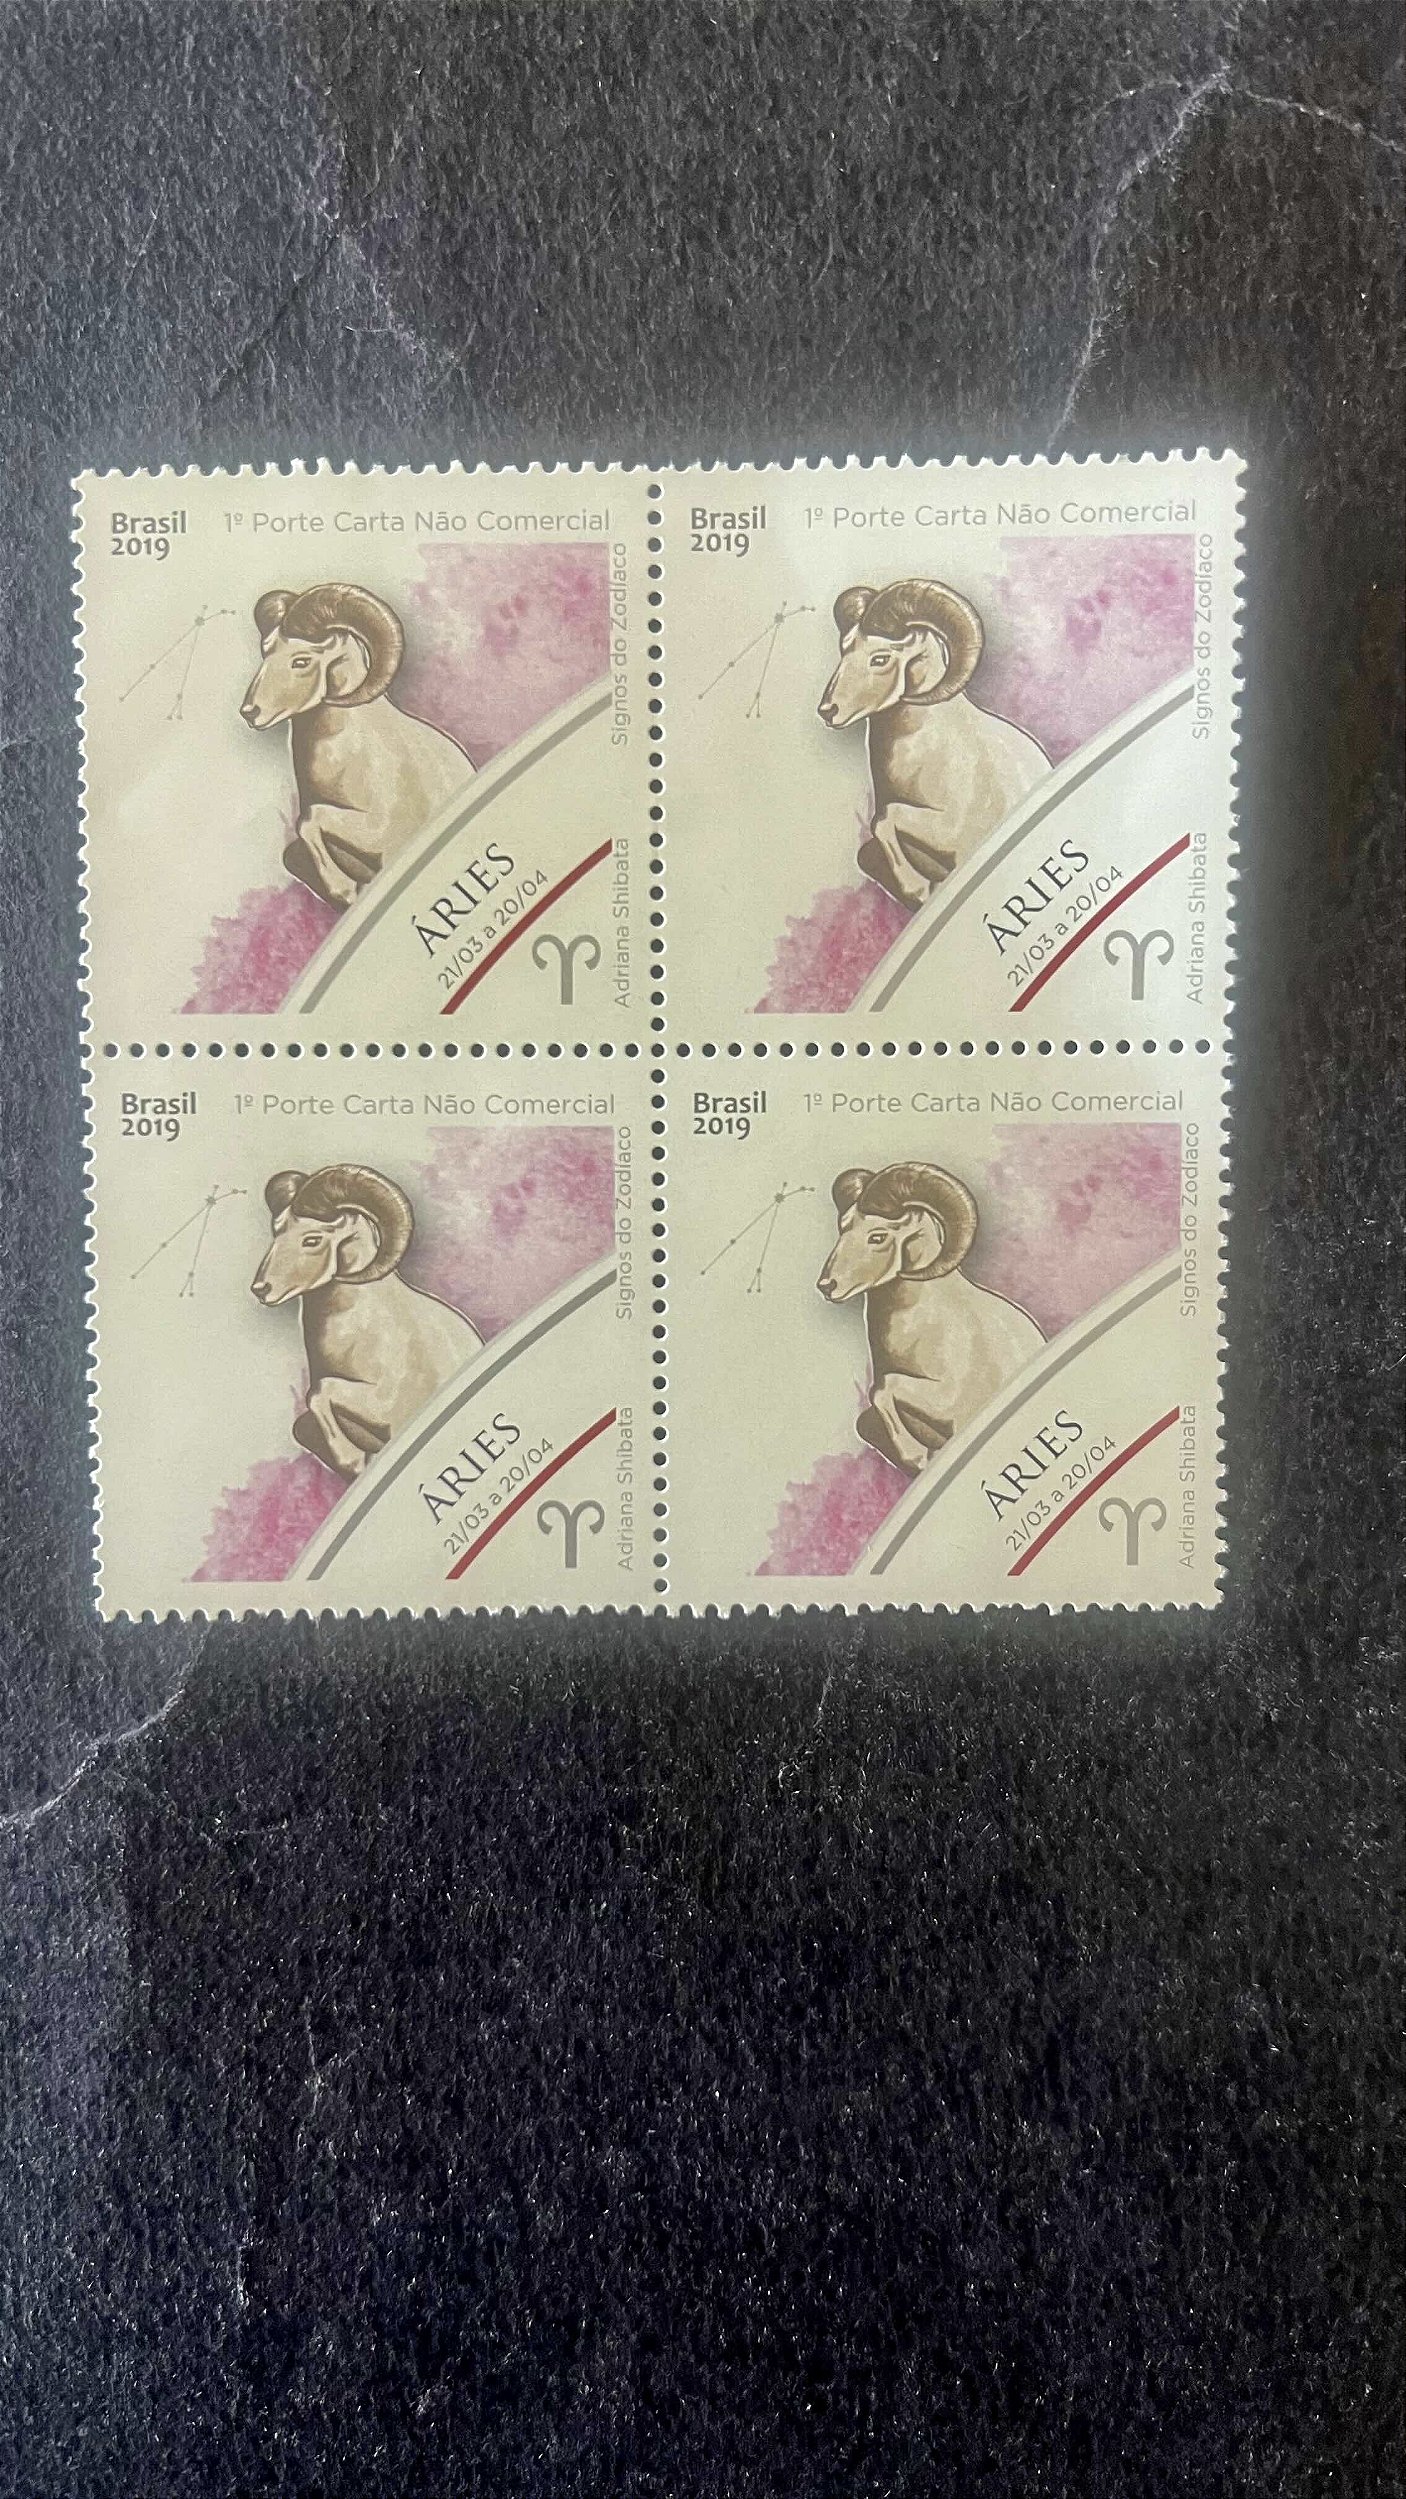 Brasil
2019
1º Porte Carta Não Comercial
Signos do Zodíaco
ÁRIES
21/03 a 20/04
Adriana Shibata
Brasil
2019
1º Porte Carta Não Comercial
Signos do Zodíaco
ÁRIES
21/03 a 20/04
Adriana Shibata
Brasil
2019
1º Porte Carta Não Comercial
Signos do Zodíaco
ÁRIES
21/03 a 20/04
Adriana Shibata
Brasil
2019
1º Porte Carta Não Comercial
Signos do Zodíaco
ÁRIES
21/03 a 20/04
Adriana Shibata